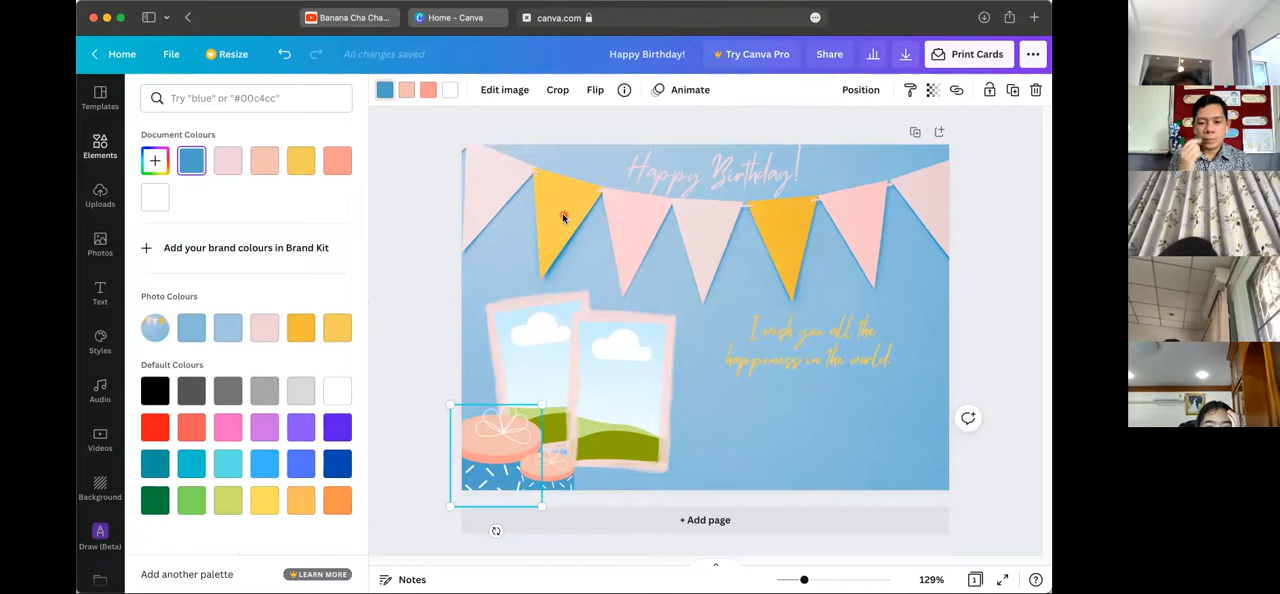 Banana Cha Cha...
Home - Canva
canva.com
Home
File
Resize
All changes saved
Happy Birthday!
Try Canva Pro
Share
Print Cards
Templates
Elements
Uploads
Photos
Text
Styles
Audio
Videos
Background
Draw (Beta)
Try "blue" or "#00c4cc"
Document Colours
Add your brand colours in Brand Kit
Photo Colours
Default Colours
Add another palette
LEARN MORE
Edit image
Crop
Flip
Animate
Position
Happy Birthday!
I wish you all the
happiness in the world.
+ Add page
Notes
129%
1